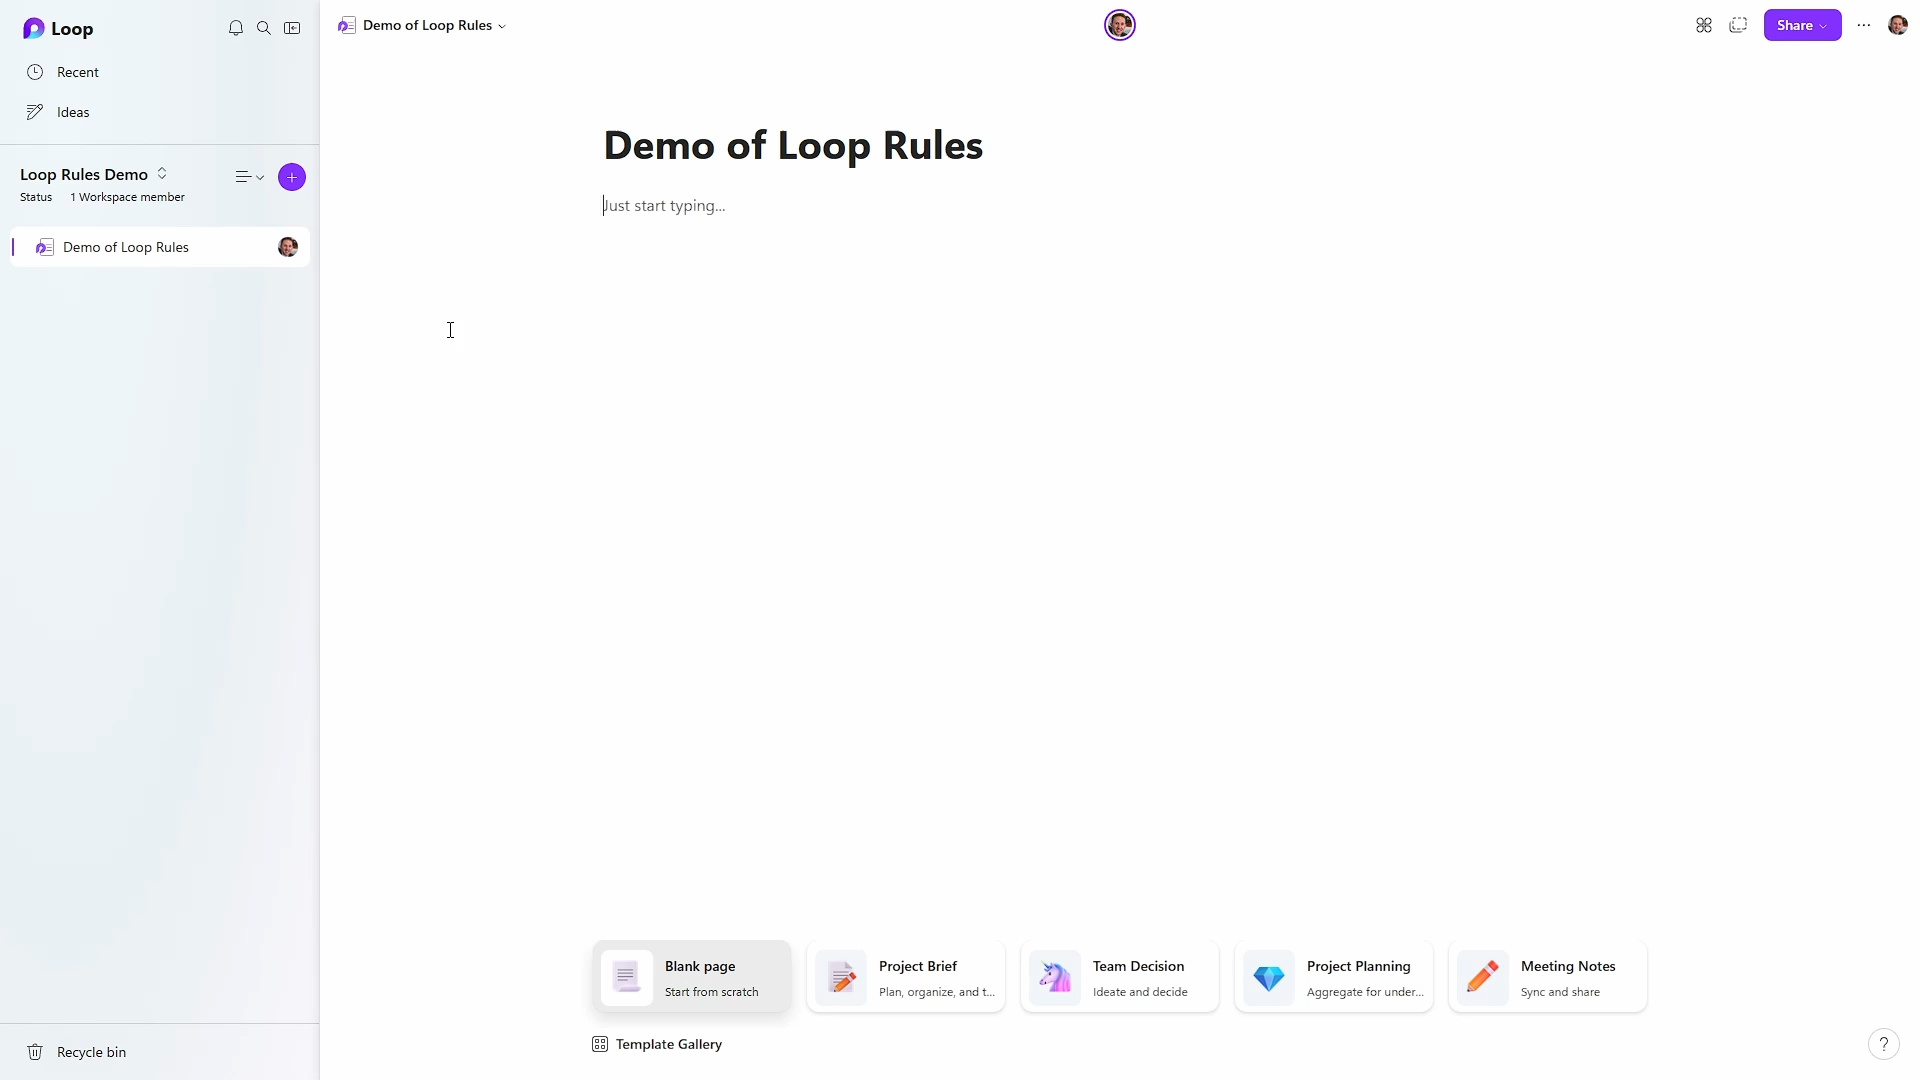 Loop
Recent
Ideas
Loop Rules Demo
Status 1 Workspace member
Demo of Loop Rules
Recycle bin
Demo of Loop Rules
Share
Demo of Loop Rules
Just start typing...
Blank page
Start from scratch
Project Brief
Plan, organize, and t...
Team Decision
Ideate and decide
Project Planning
Aggregate for under...
Meeting Notes
Sync and share
Template Gallery
?